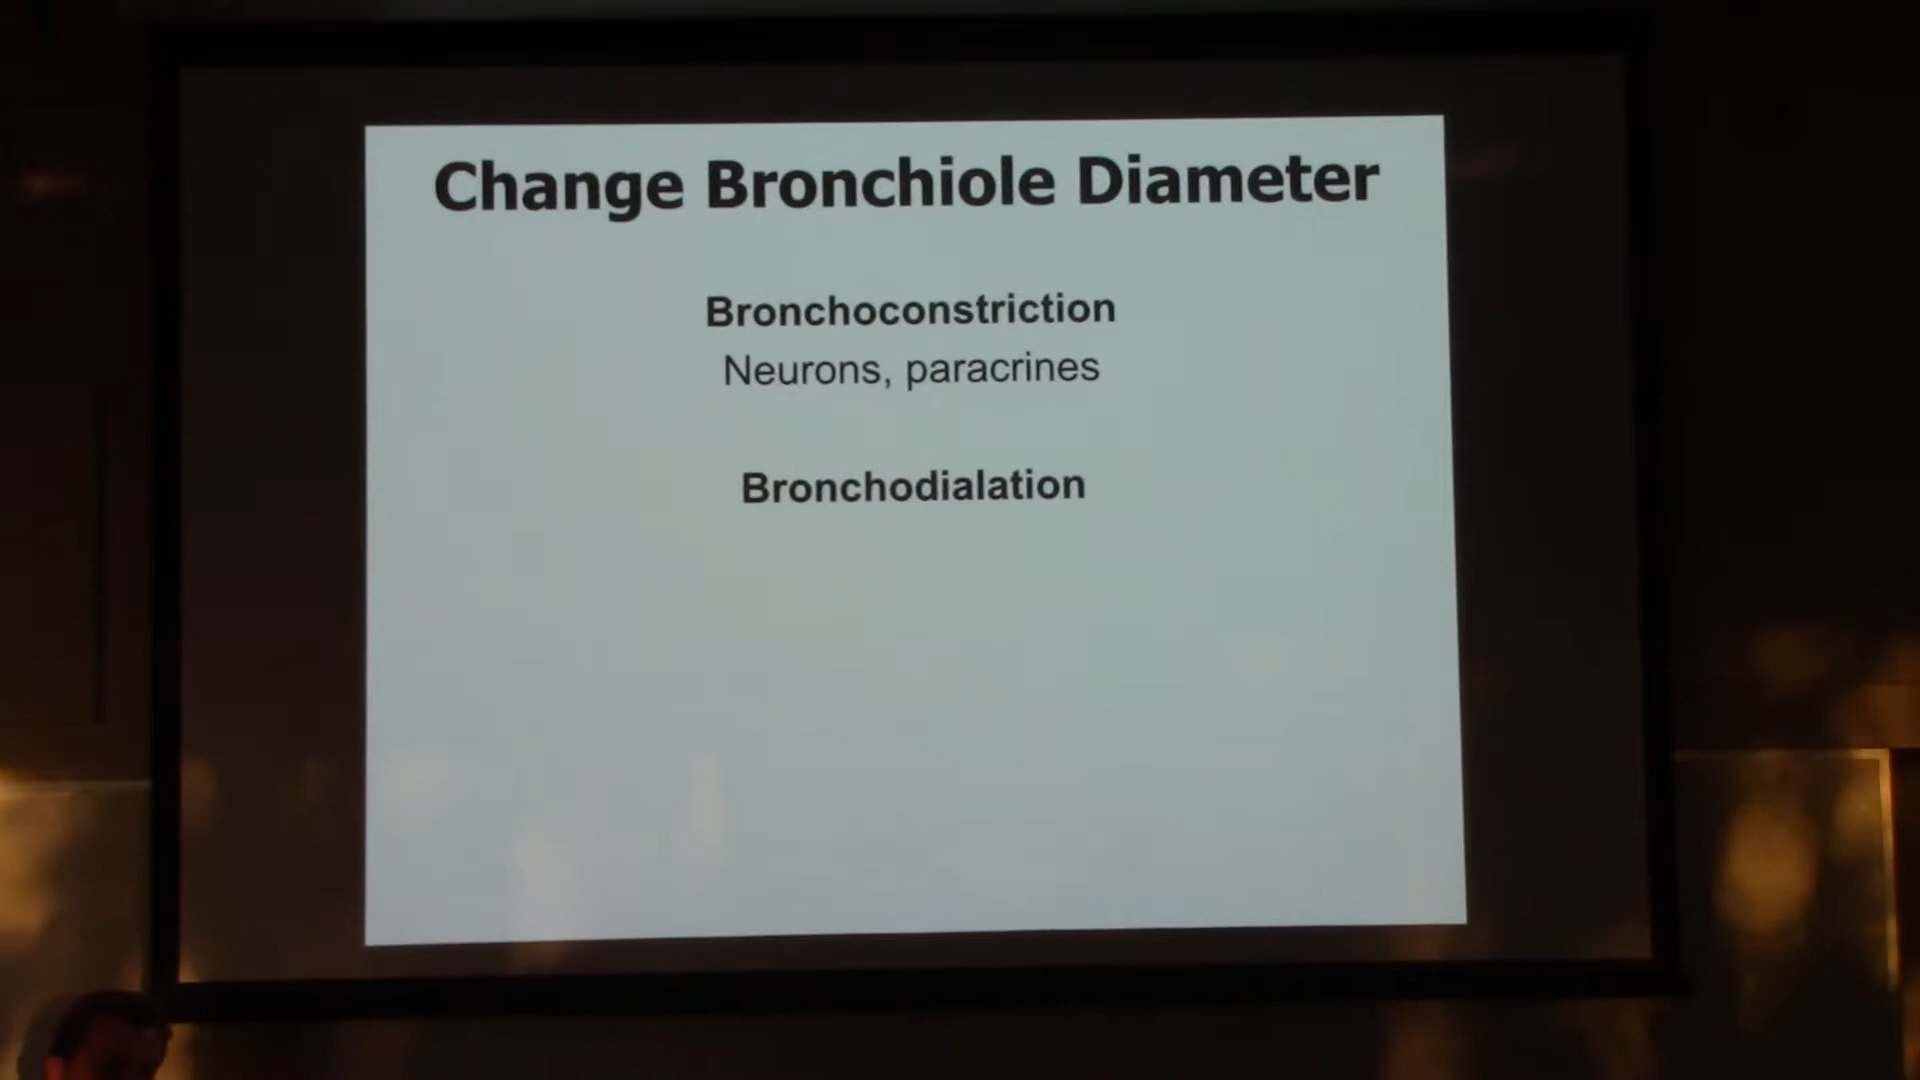 Change Bronchiole Diameter
Bronchoconstriction
Neurons, paracrines
Bronchodialation